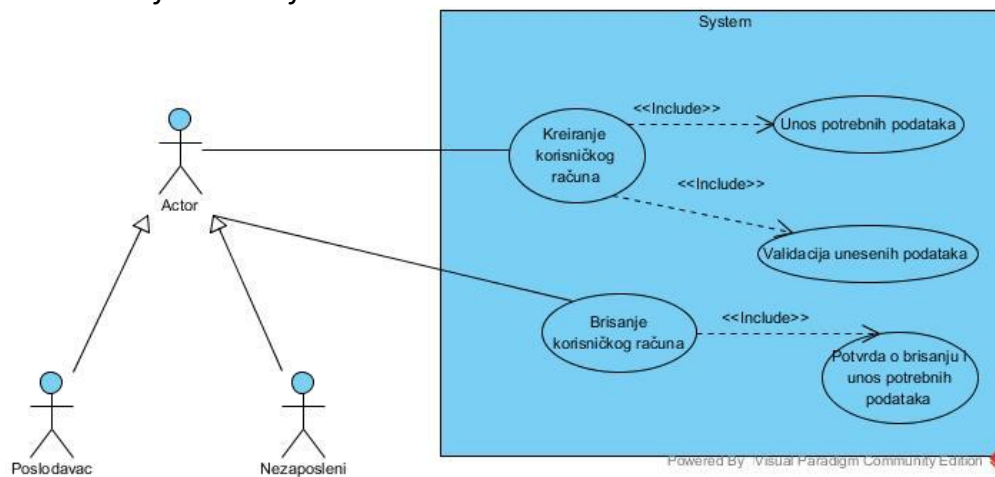 System
<<Include>>
Unos potrebnih podataka
Kreiranje
korisničkog
računa
<<Include>>
Actor
Validacija unesenih podataka
<<Include>>
Brisanje
korisničkog računa
Potvrda o brisanju I
unos potrebnih
podataka
Poslodavac
Nezaposleni
Powered By Visual Paradigm Community Edition